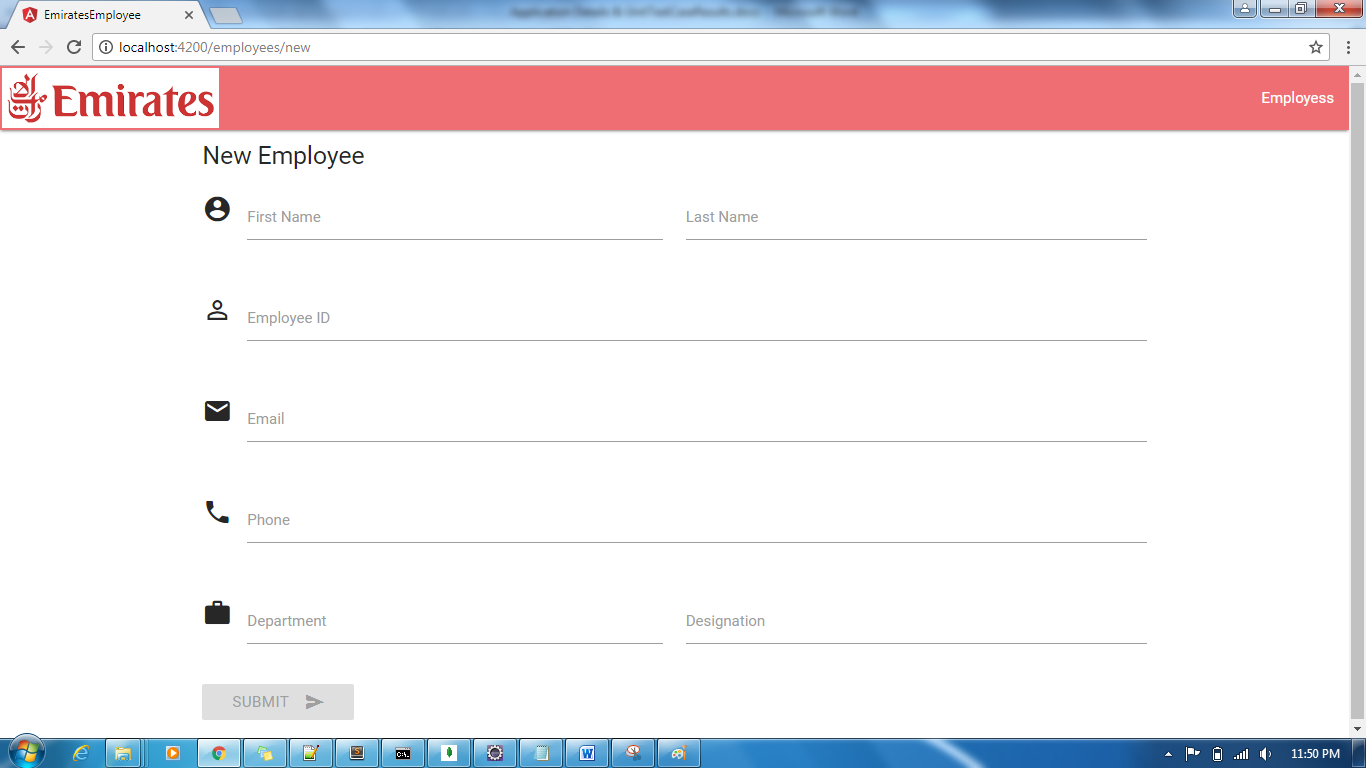 EmiratesEmployee
localhost:4200/employees/new
Emirates
Employess
New Employee
First Name Last Name
Employee ID
Email
Phone
Department Designation
SUBMIT
11:50 PM